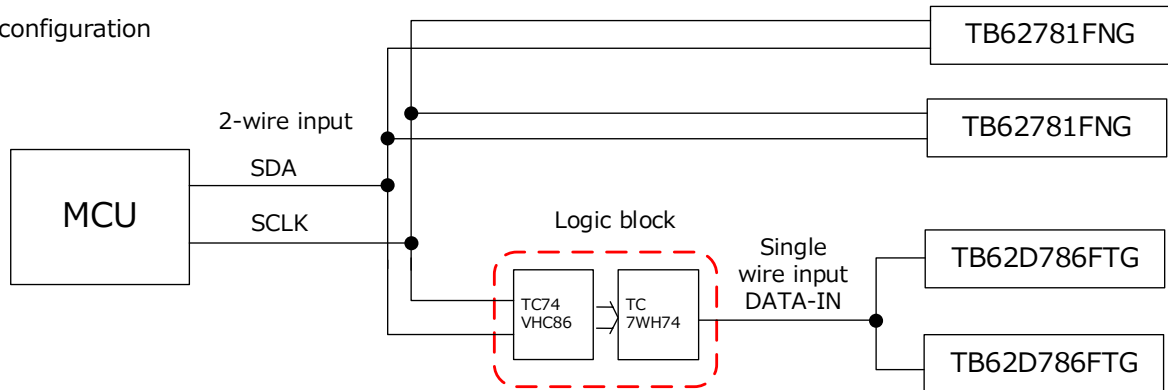 configuration
TB62781FNG
2-wire input
TB62781FNG
SDA
MCU
SCLK
Logic block
Single
wire input
DATA-IN
TB62D786FTG
TC74
VHC86
TC
7WH74
TB62D786FTG